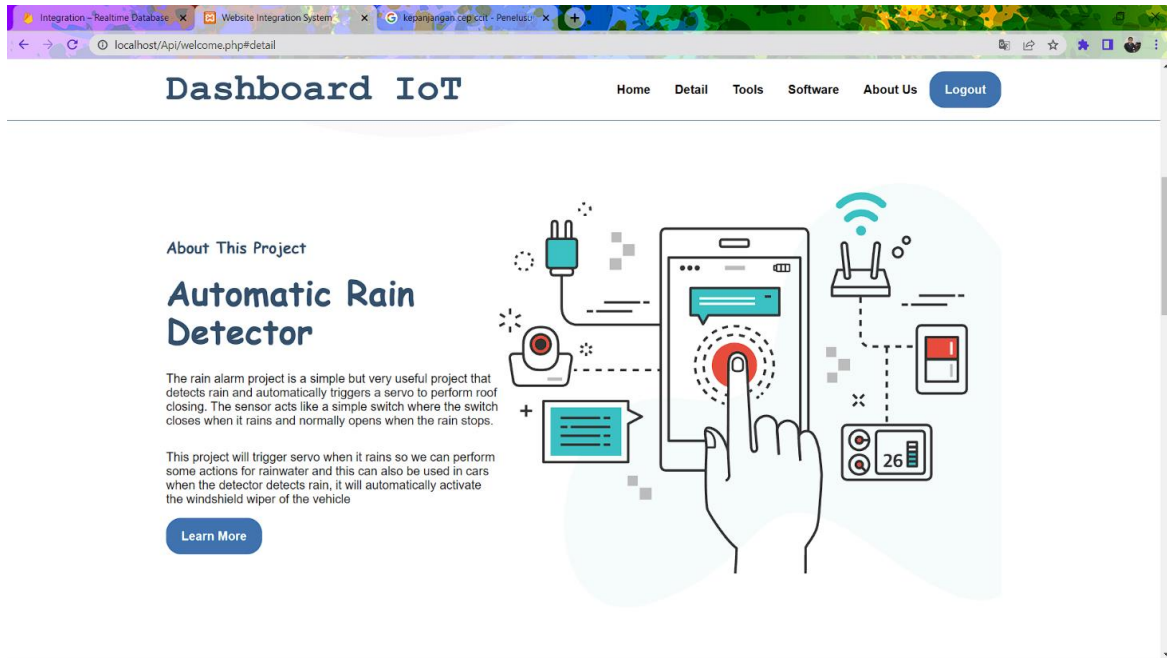 Integration – Realtime Database
Website Integration System
kepanjangan cep ccit - Penelusu
localhost/Api/welcome.php#detail
Dashboard IoT
Home Detail Tools Software About Us Logout
About This Project
Automatic Rain
Detector
The rain alarm project is a simple but very useful project that
detects rain and automatically triggers a servo to perform roof
closing. The sensor acts like a simple switch where the switch
closes when it rains and normally opens when the rain stops.
This project will trigger servo when it rains so we can perform
some actions for rainwater and this can also be used in cars
when the detector detects rain, it will automatically activate
the windshield wiper of the vehicle
Learn More
26